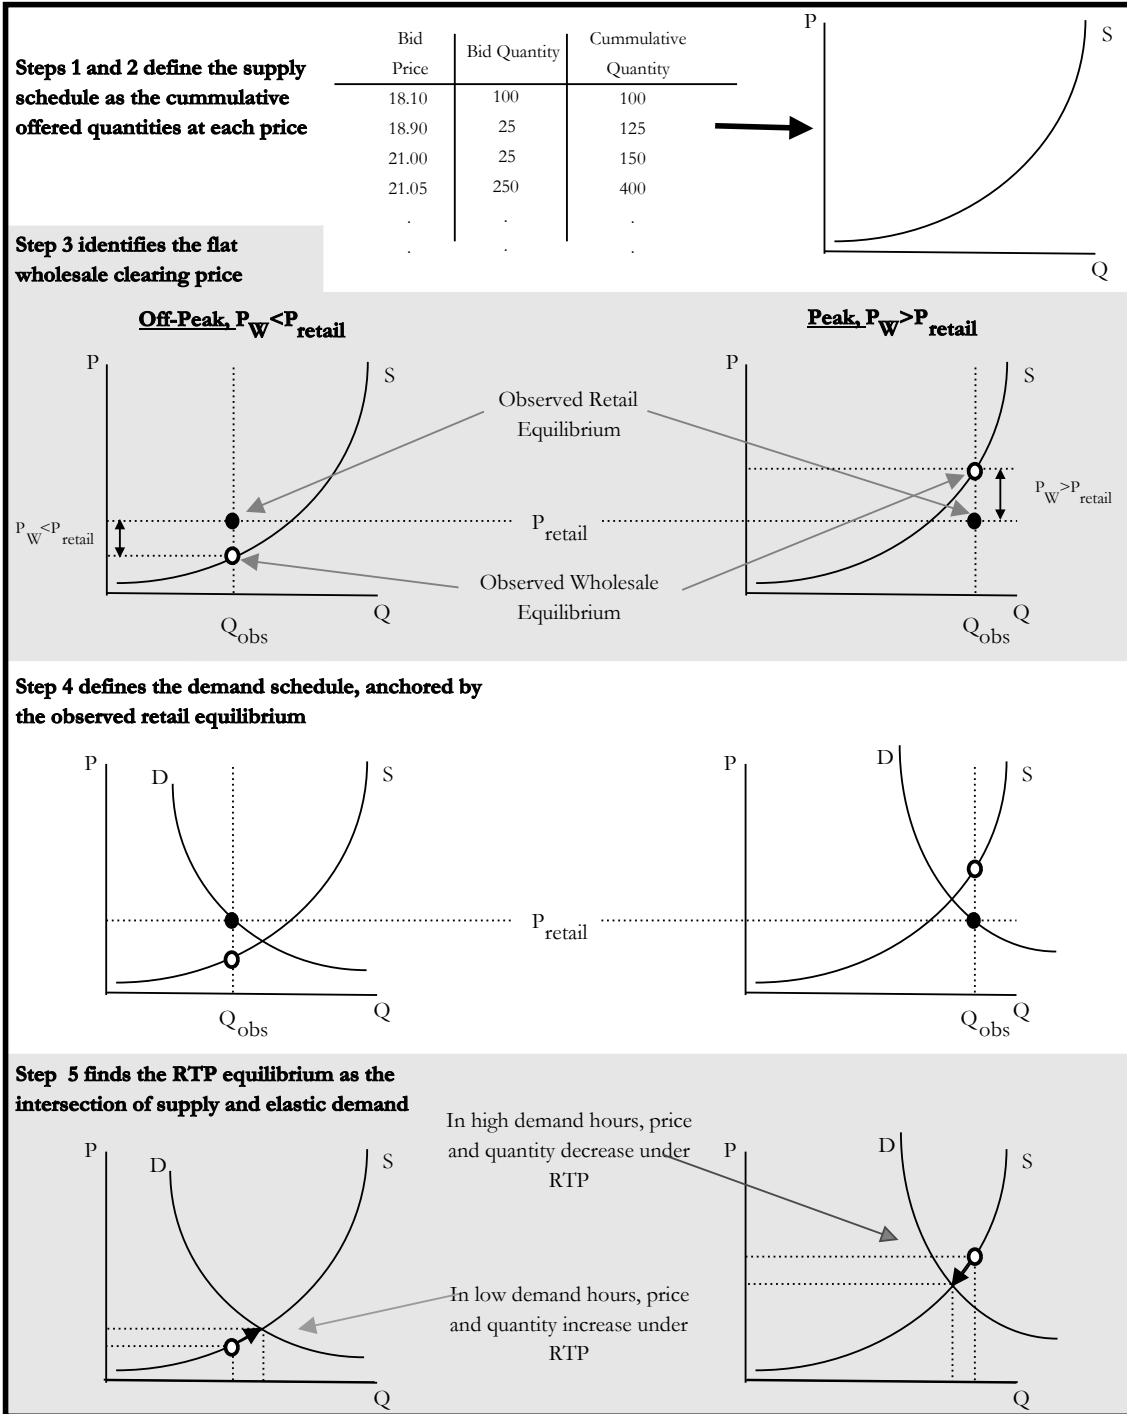 Steps 1 and 2 define the supply
schedule as the cummulative
offered quantities at each price
Bid
Price
Bid Quantity
Cummulative
Quantity
18.10 100 100
18.90 25 125
21.00 25 150
21.05 250 400
. . .
. . .
P
S
Q
Step 3 identifies the flat
wholesale clearing price
Off-Peak, PW<Pretail
Peak, PW>Pretail
P
S
Observed Retail
Equilibrium
P
S
PW<Pretail
Pretail
PW>Pretail
Observed Wholesale
Equilibrium
Q
Qobs
Q
Qobs
Step 4 defines the demand schedule, anchored by
the observed retail equilibrium
P
D
S
P
D
S
Pretail
Q
Qobs
Q
Qobs
Step 5 finds the RTP equilibrium as the
intersection of supply and elastic demand
In high demand hours, price
and quantity decrease under
RTP
P
D
S
P
D
S
In low demand hours, price
and quantity increase under
RTP
Q
Q